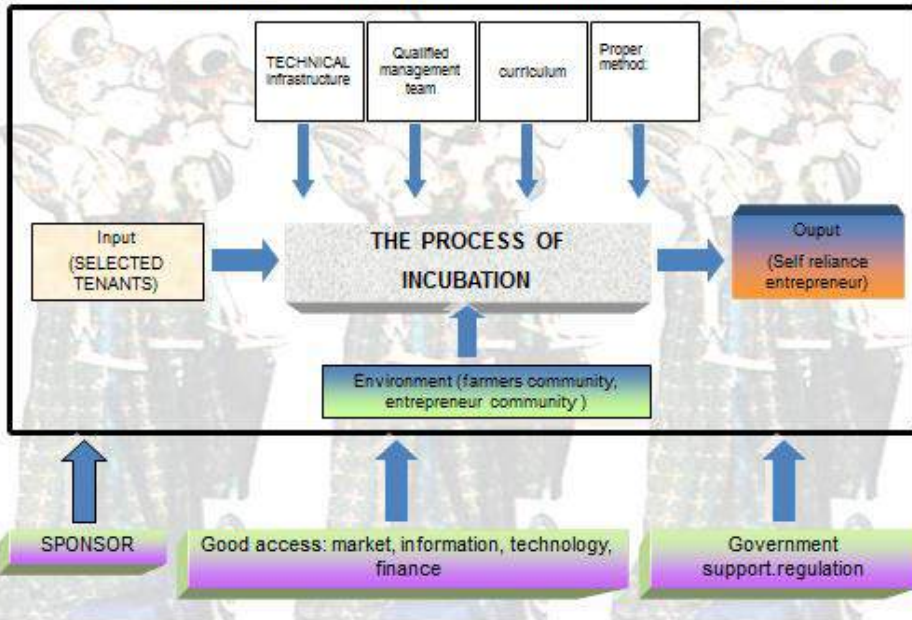 TECHNICAL
infrastructure
Qualified
management
team
curriculum
Proper
method:
Input
(SELECTED
TENANTS)
THE PROCESS OF
INCUBATION
Ouput
(Self reliance
entrepreneur)
Environment (farmers community,
entrepreneur community )
SPONSOR
Good access: market, information, technology,
finance
Government
support.regulation